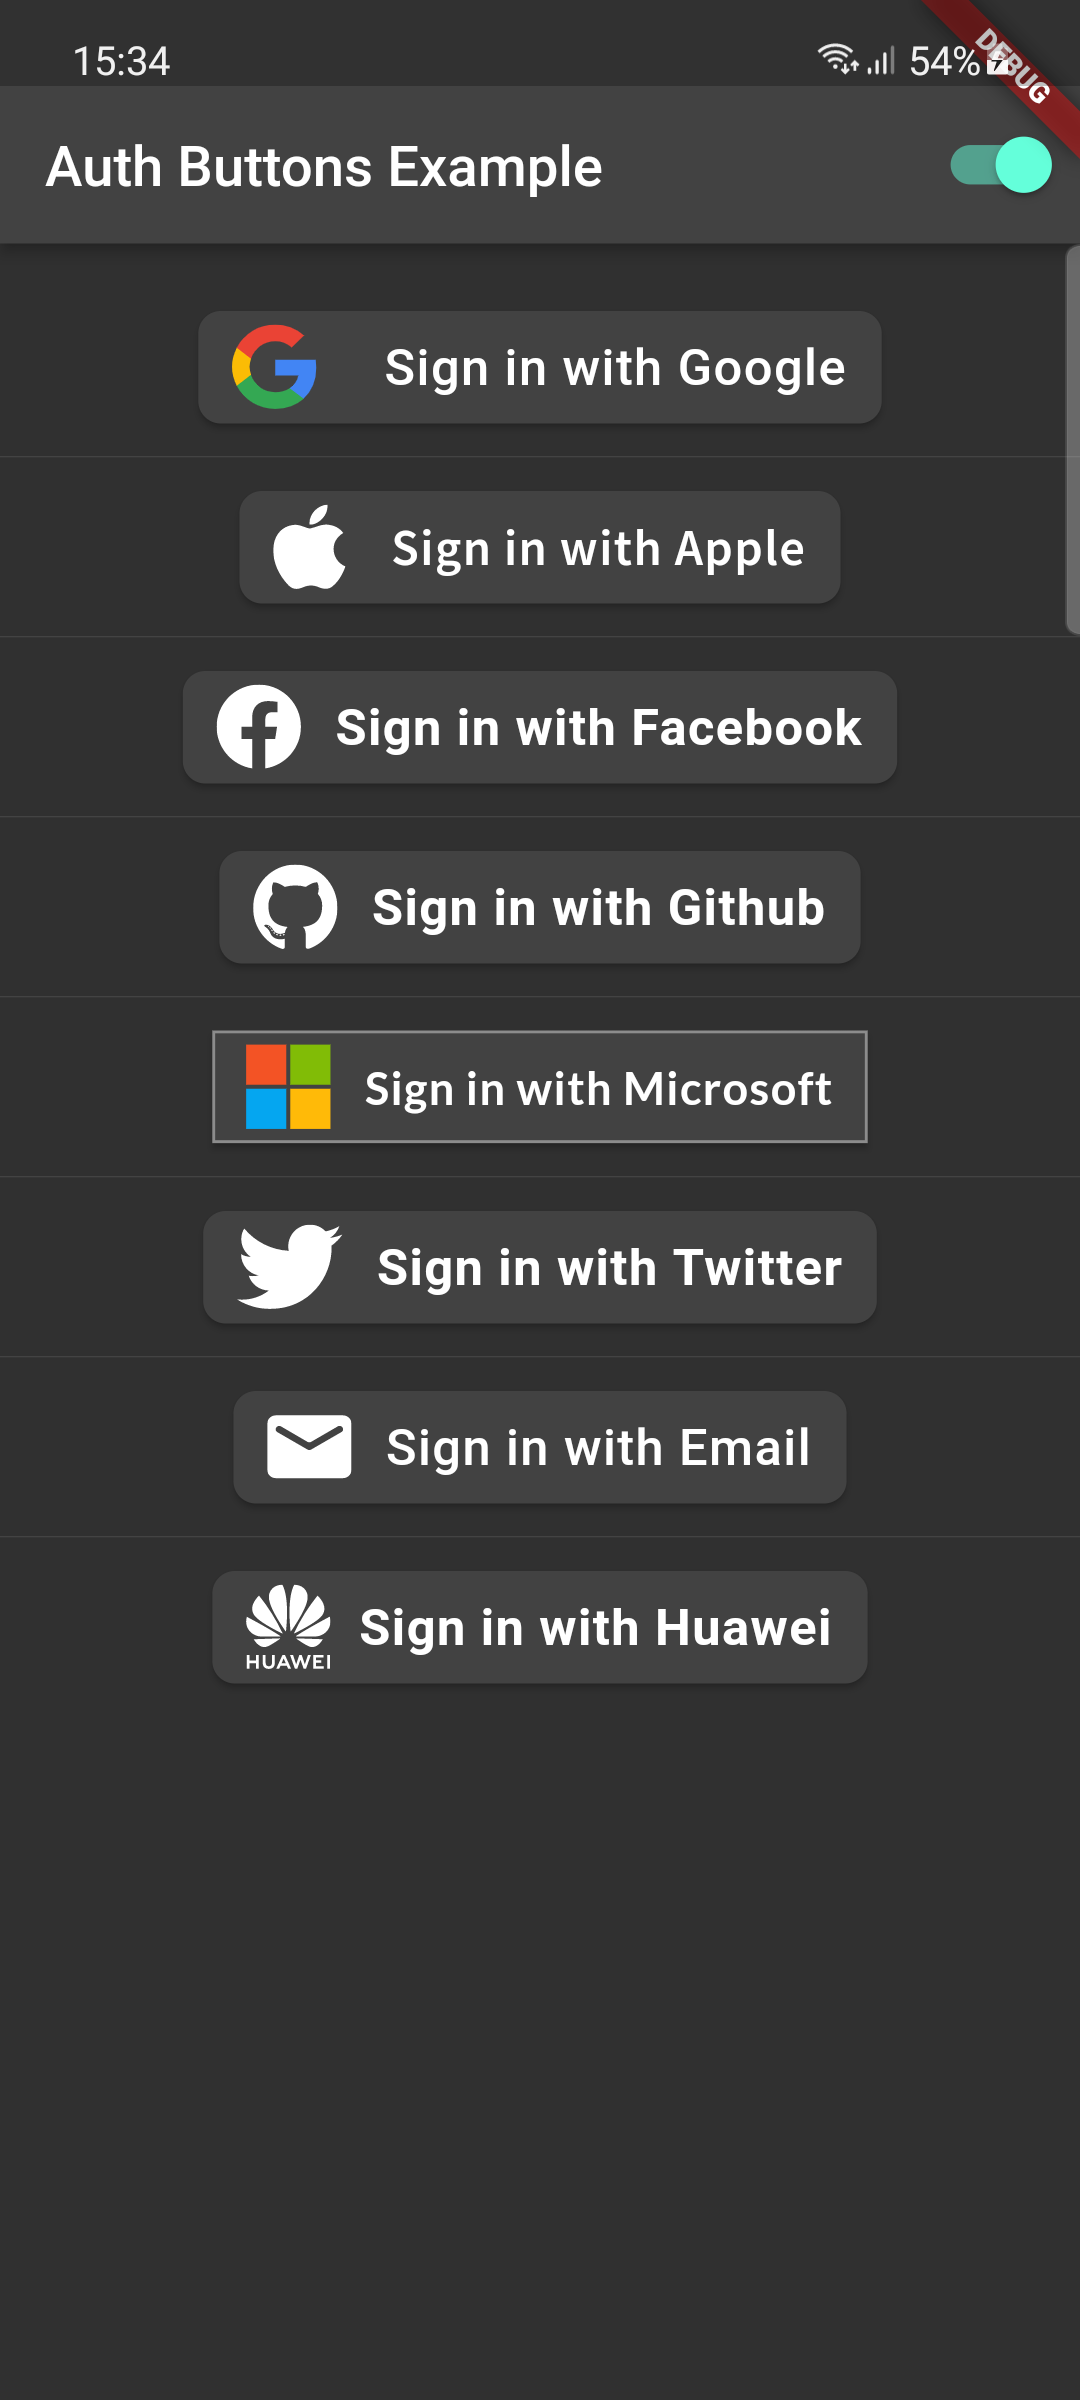 15:34
54%
DEBUG
Auth Buttons Example
Sign in with Google
Sign in with Apple
Sign in with Facebook
Sign in with Github
Sign in with Microsoft
Sign in with Twitter
Sign in with Email
HUAWEI Sign in with Huawei